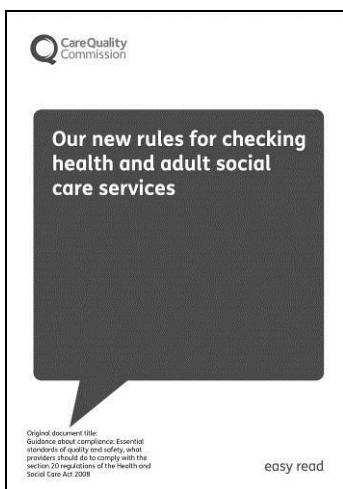 CareQuality
Commission
Our new rules for checking
health and adult social
care services
Original document title:
Guidance about compliance: Essential
standards of quality and safety, what
providers should do to comply with the
section 20 regulations of the Health and
Social Care Act 2008
easy read